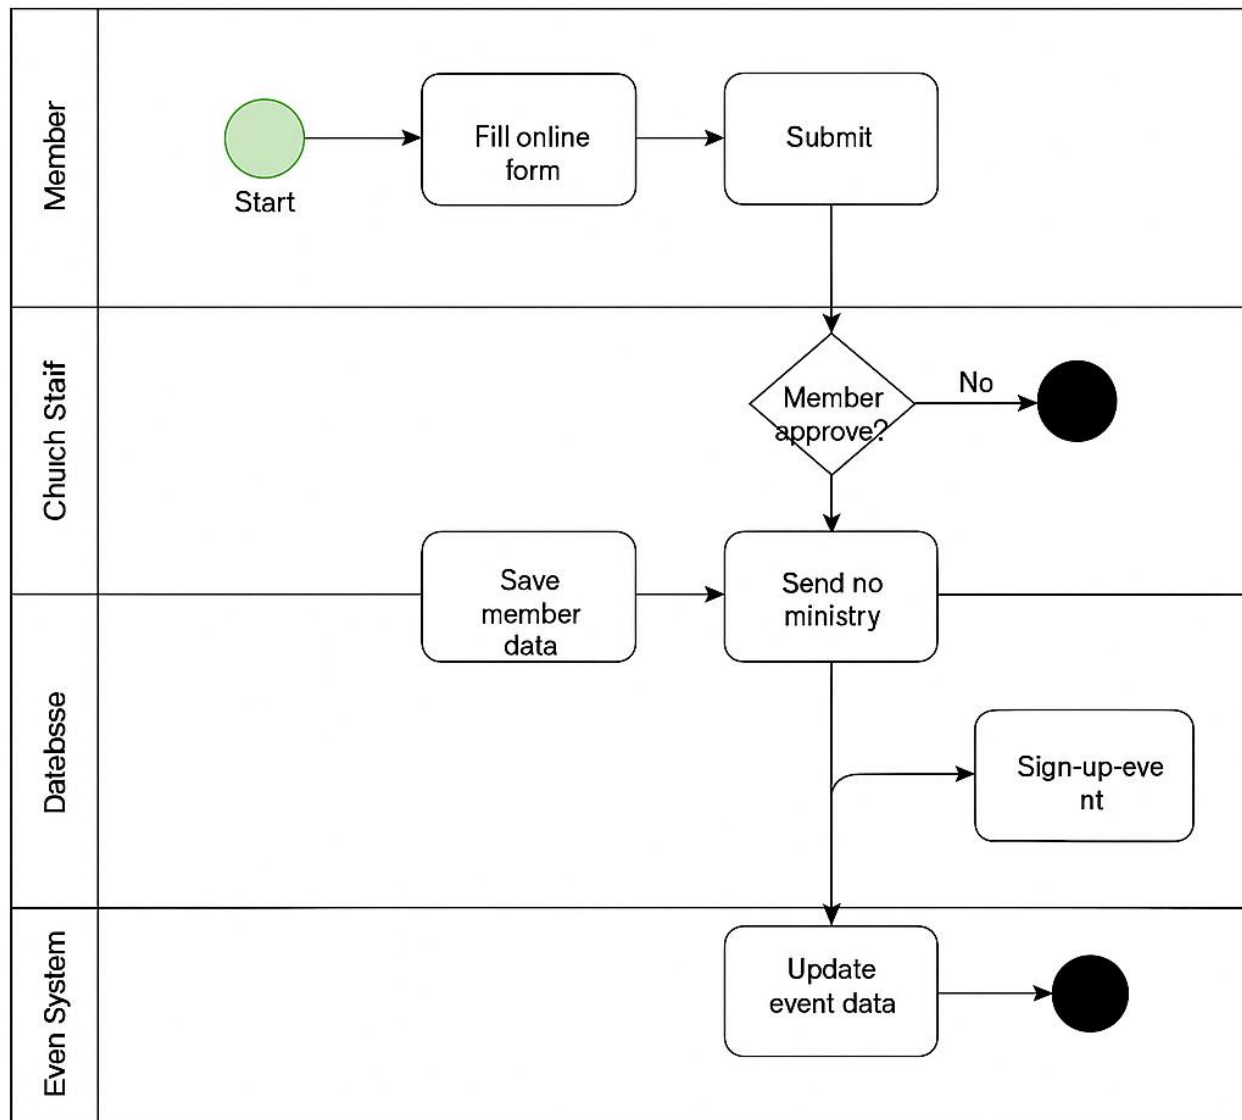 Member
Start
Fill online
form
Submit
Chuich Staif
Member
approve?
No
Save
member
data
Send no
ministry
Datebsse
Sign-up-eve
nt
Even System
Update
event data